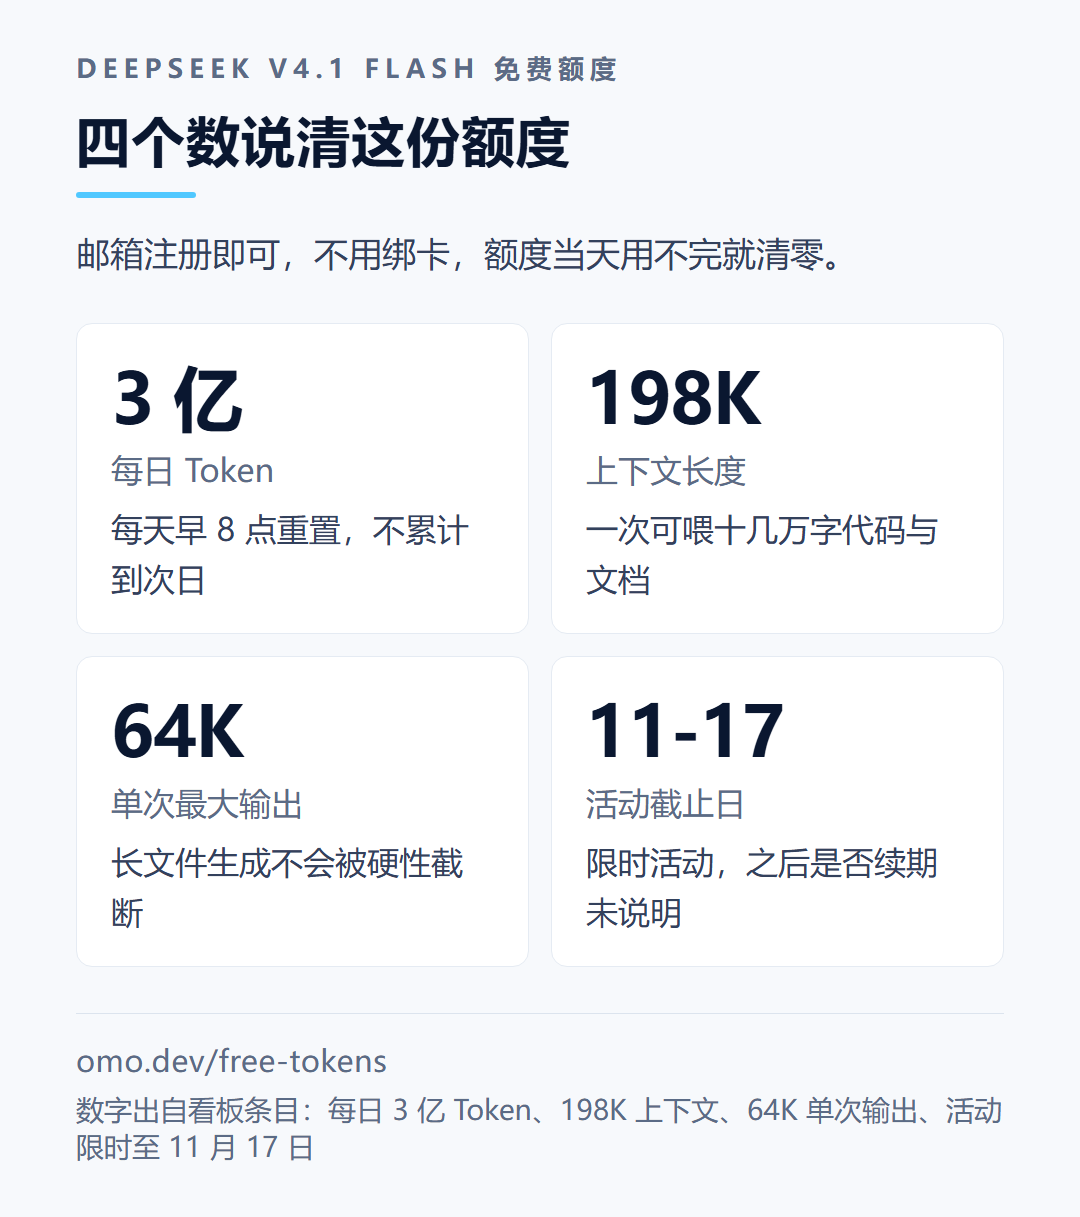 DEEPSEEK V4.1 FLASH 免费额度
四个数说清这份额度
邮箱注册即可，不用绑卡，额度当天用不完就清零。
3 亿
每日 Token
每天早 8 点重置，不累计
到次日
198K
上下文长度
一次可喂十几万字代码与
文档
64K
单次最大输出
长文件生成不会被硬性截
断
11-17
活动截止日
限时活动，之后是否续期
未说明
omo.dev/free-tokens
数字出自看板条目：每日 3 亿 Token、198K 上下文、64K 单次输出、活动
限时至 11 月 17 日